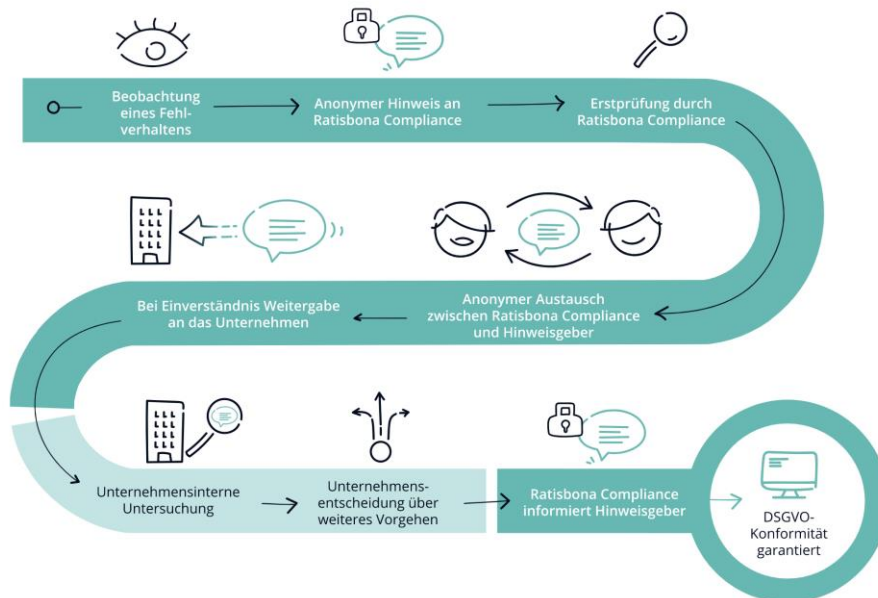 Beobachtung
eines Fehl-
verhaltens
Anonymer Hinweis an
Ratisbona Compliance
Erstprüfung durch
Ratisbona Compliance
Anonymer Austausch
zwischen Ratisbona Compliance
und Hinweisgeber
Bei Einverständnis Weitergabe
an das Unternehmen
Unternehmensinterne
Untersuchung
Unternehmens-
entscheidung über
weiteres Vorgehen
Ratisbona Compliance
informiert Hinweisgeber
DSGVO-
Konformität
garantiert